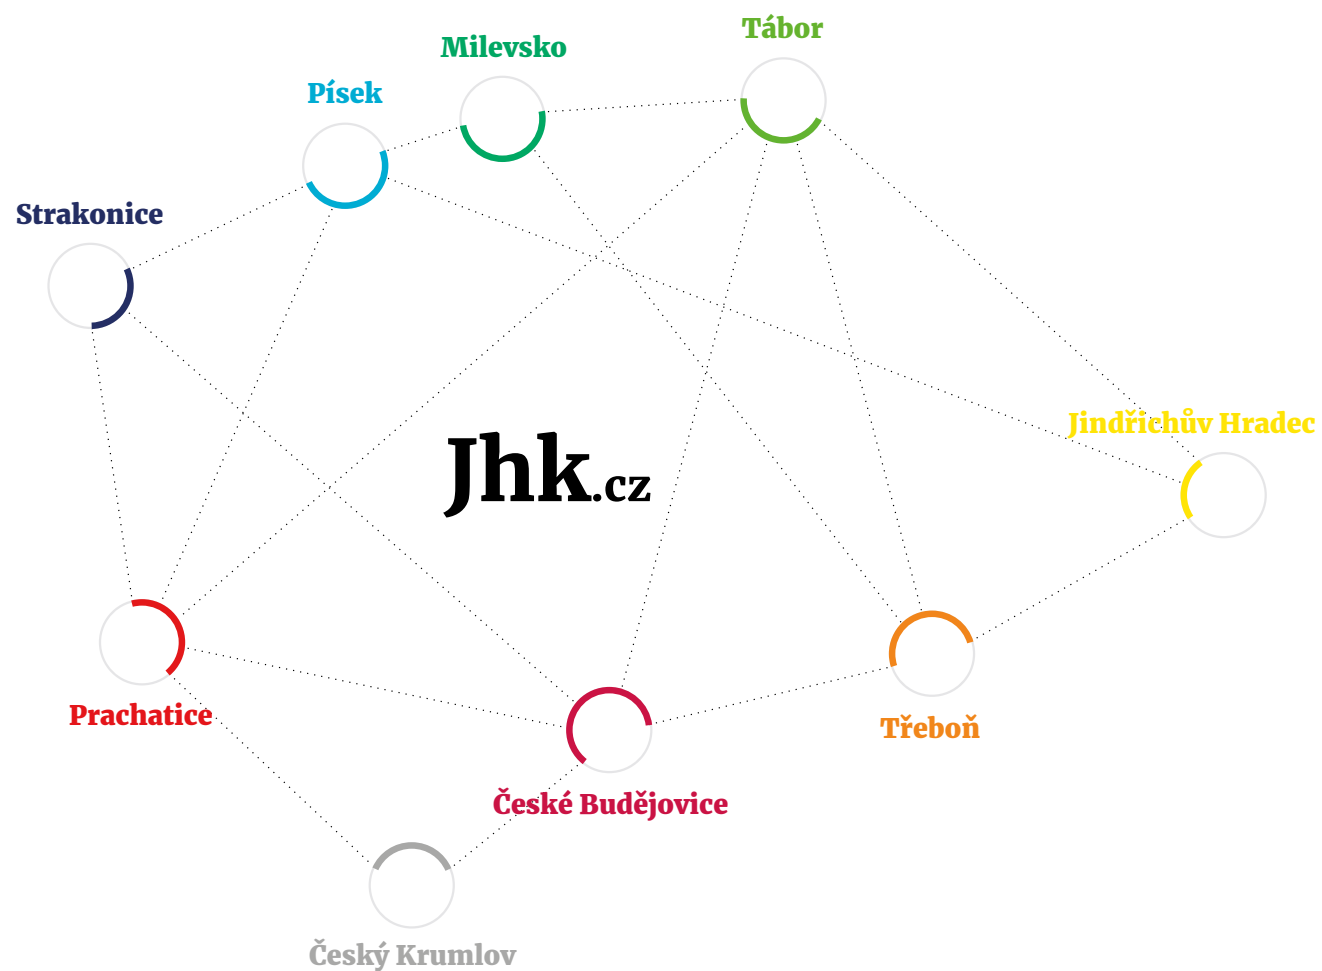 Tábor
Milevsko
Písek
Strakonice
Jindřichův Hradec
Jhk.cz
Prachatice
Třeboň
České Budějovice
Český Krumlov